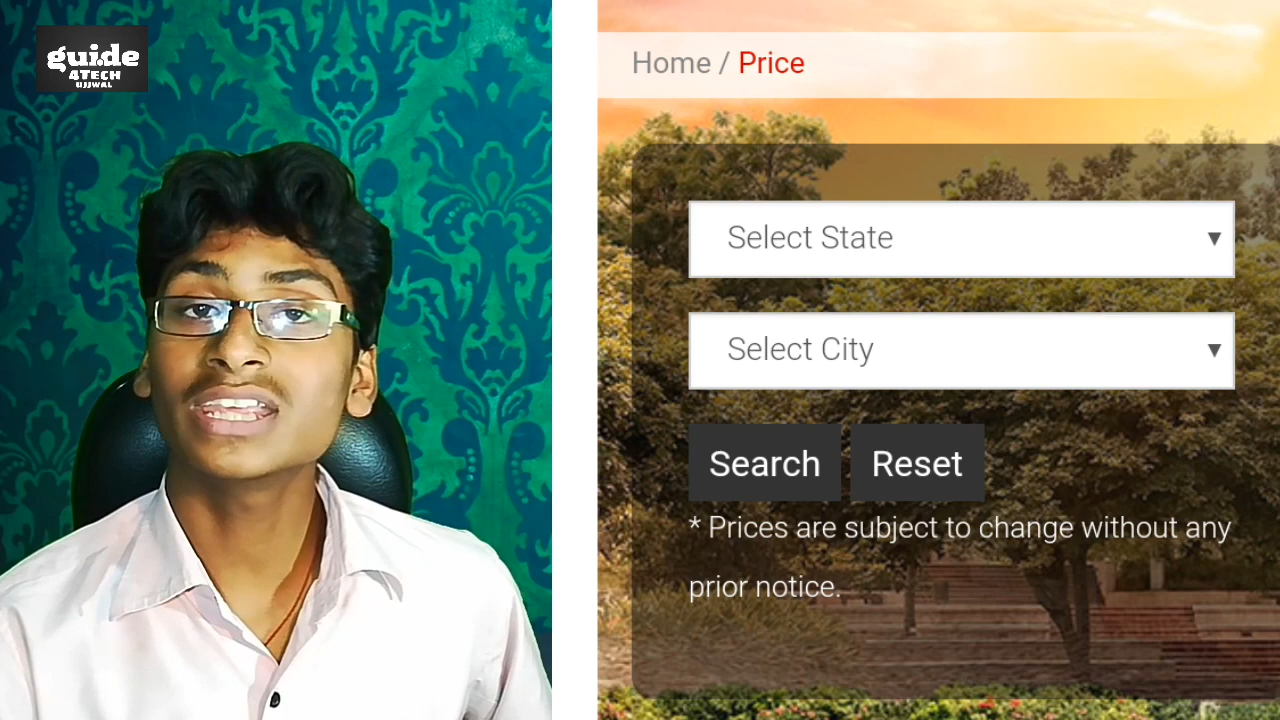 guide
4TECH
UJJWAL
Home / Price
Select State
Select City
Search Reset
* Prices are subject to change without any
prior notice.